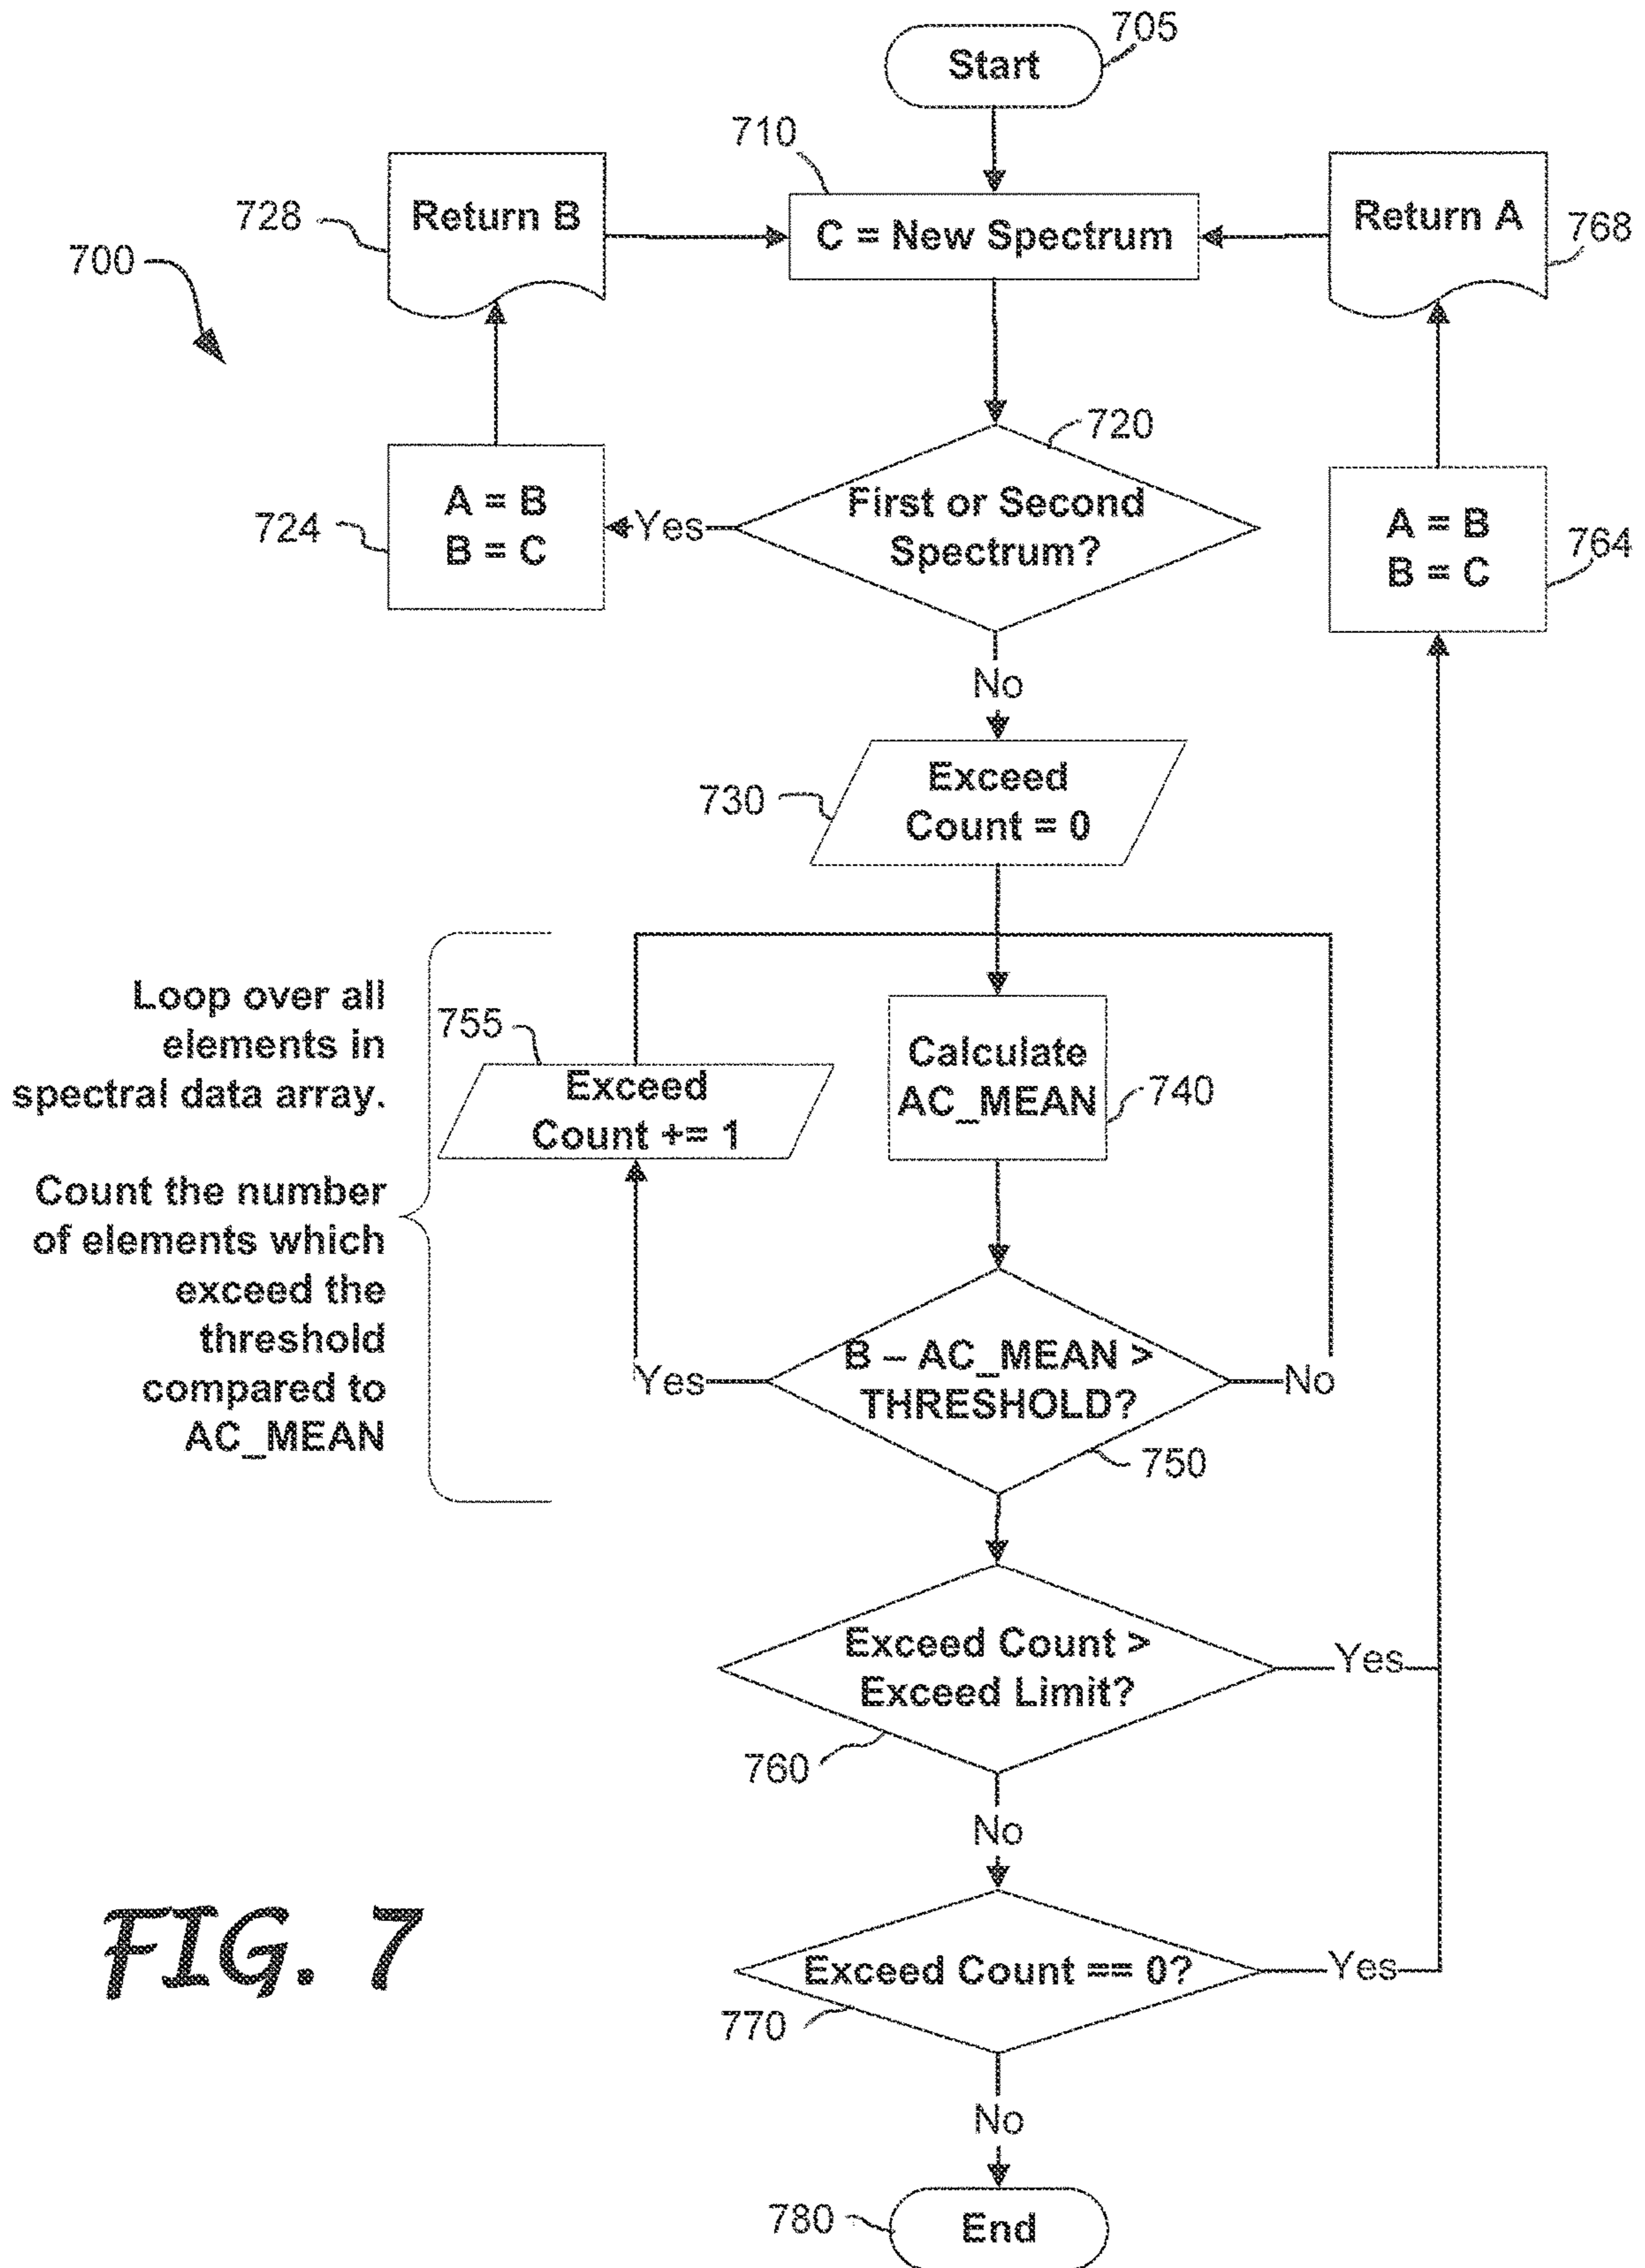 Start
705
710
Return B
728
C = New Spectrum
Return A
768
700
720
First or Second
Spectrum?
Yes
A = B
B = C
724
A = B
B = C
764
No
730
Exceed
Count = 0
Loop over all
elements in
spectral data array.
Count the number
of elements which
exceed the
threshold
compared to
AC_MEAN
755
Exceed
Count += 1
Calculate
AC_MEAN
740
Yes
B – AC_MEAN >
THRESHOLD?
No
750
Exceed Count >
Exceed Limit?
Yes
760
No
Exceed Count == 0?
Yes
770
No
780
End
FIG. 7